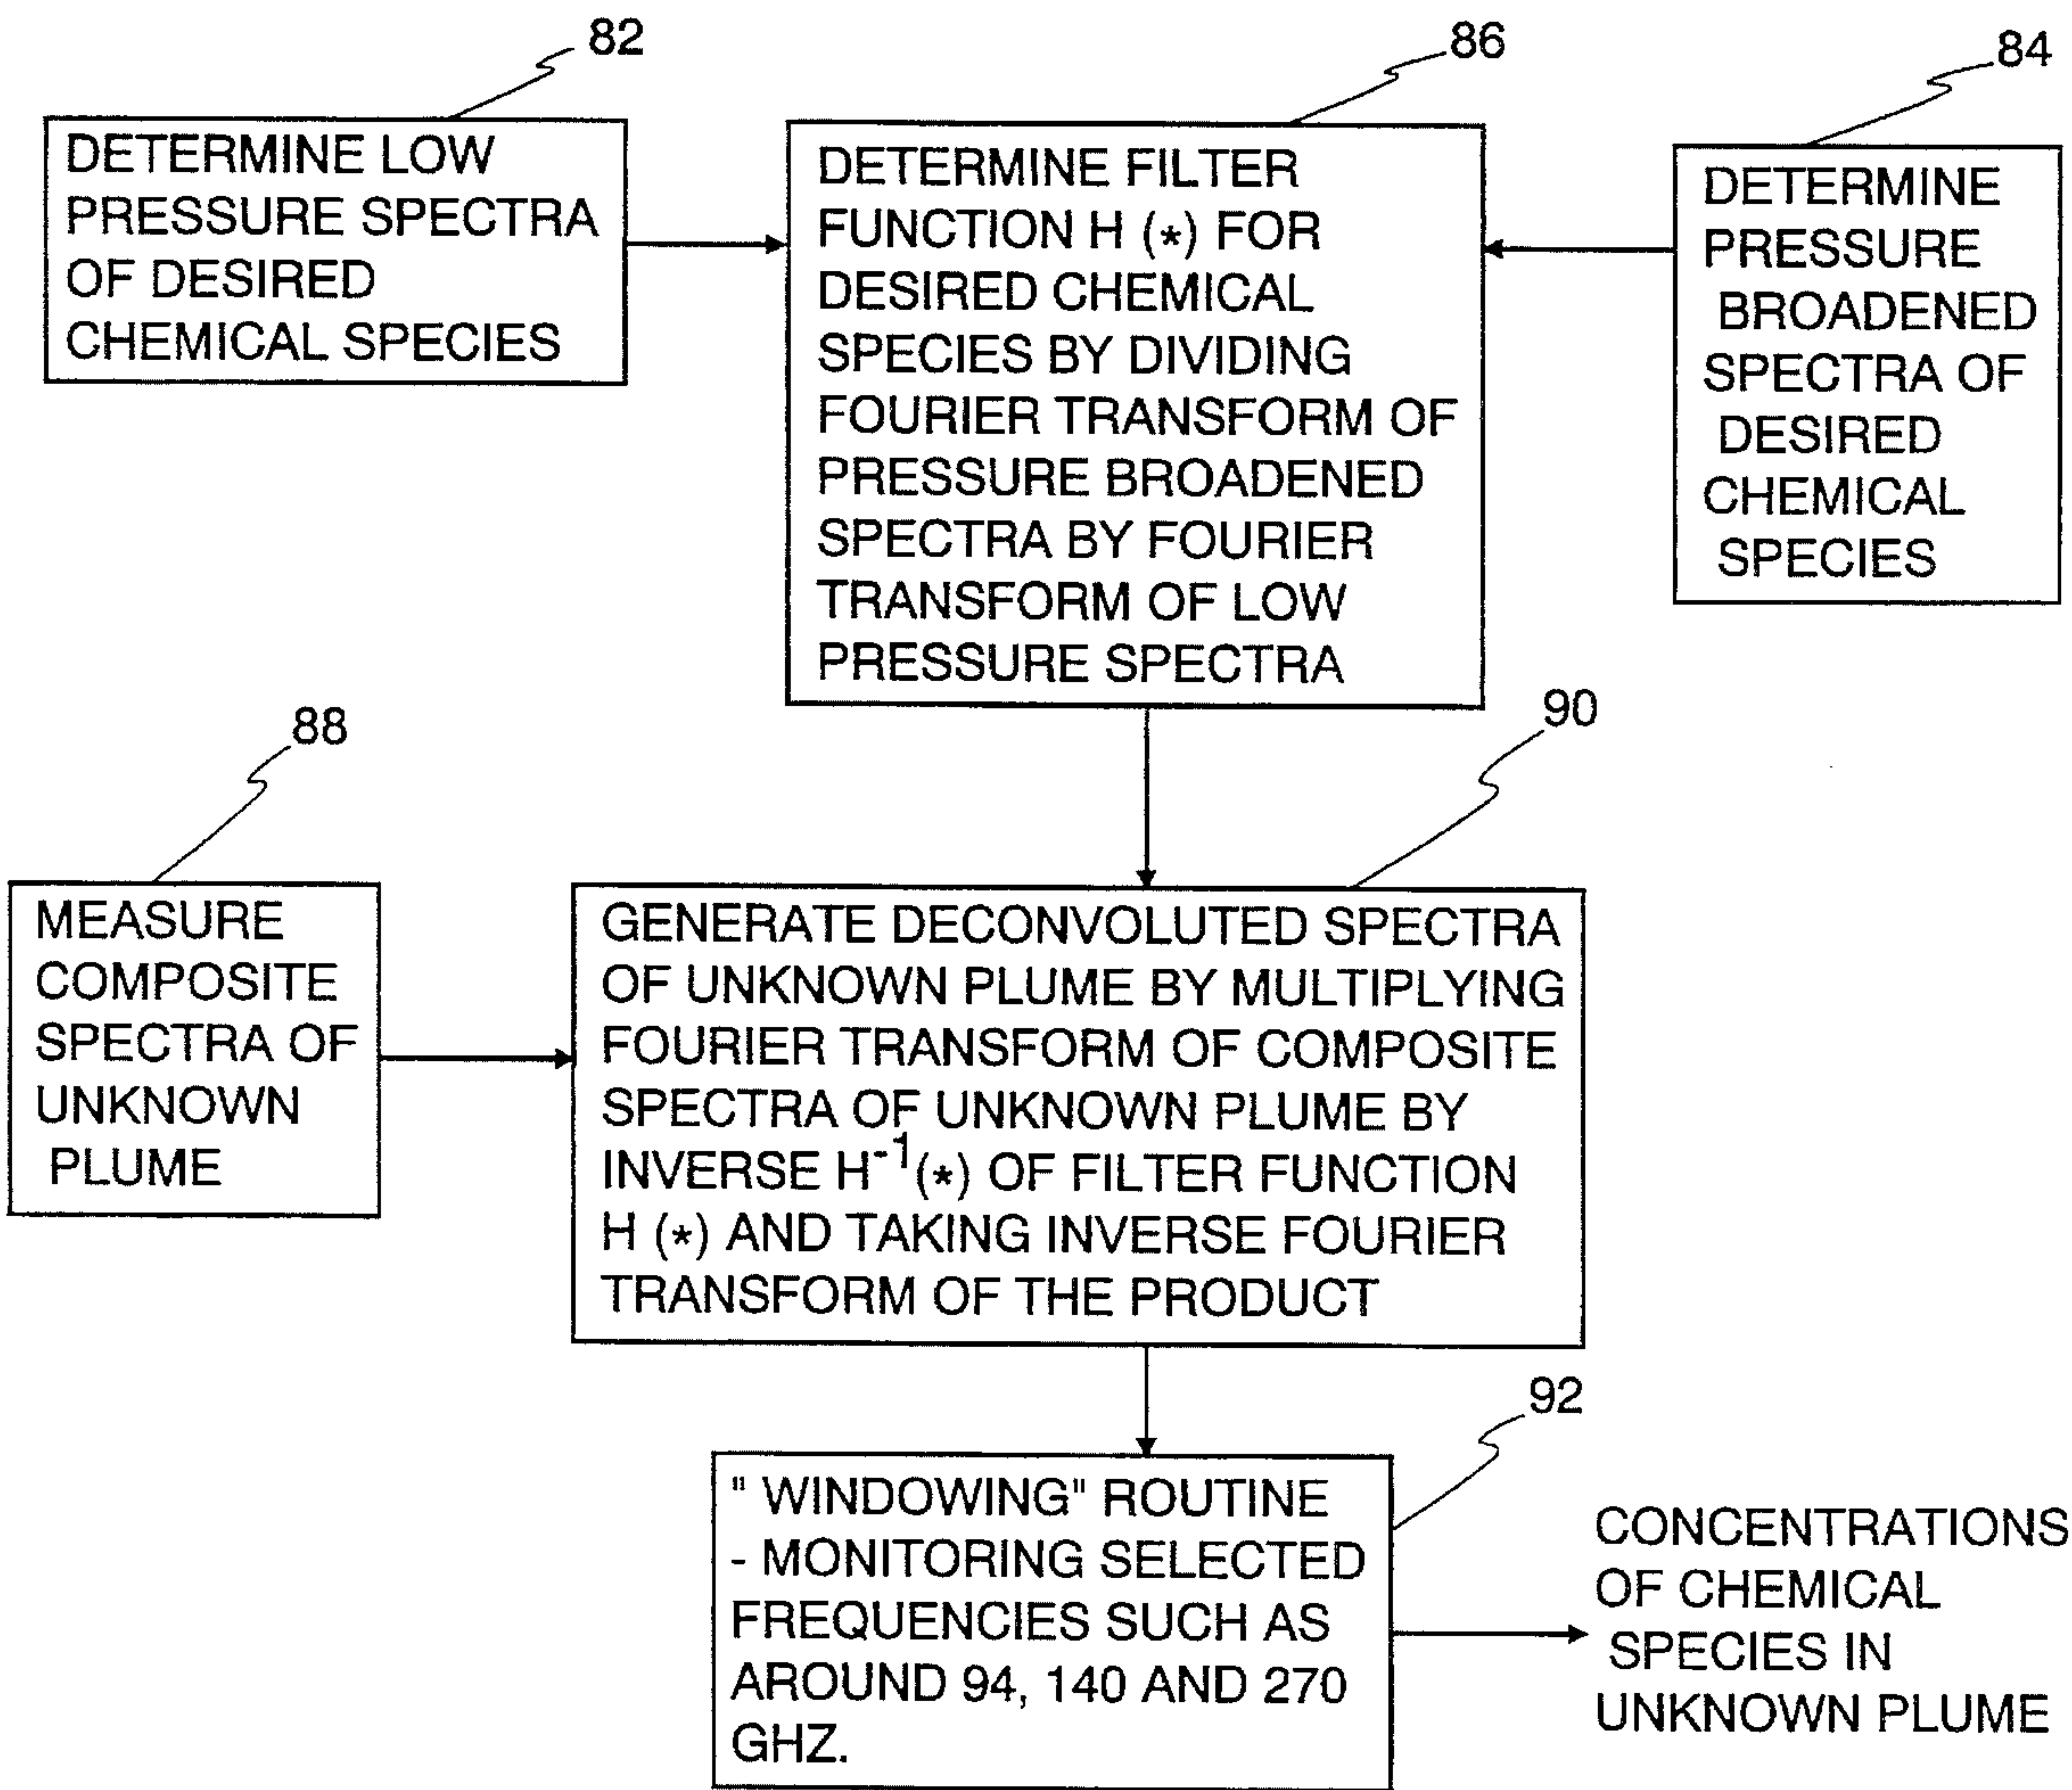 82
DETERMINE LOW
PRESSURE SPECTRA
OF DESIRED
CHEMICAL SPECIES
86
DETERMINE FILTER
FUNCTION H (*) FOR
DESIRED CHEMICAL
SPECIES BY DIVIDING
FOURIER TRANSFORM OF
PRESSURE BROADENED
SPECTRA BY FOURIER
TRANSFORM OF LOW
PRESSURE SPECTRA
84
DETERMINE
PRESSURE
BROADENED
SPECTRA OF
DESIRED
CHEMICAL
SPECIES
88
MEASURE
COMPOSITE
SPECTRA OF
UNKNOWN
PLUME
90
GENERATE DECONVOLUTED SPECTRA
OF UNKNOWN PLUME BY MULTIPLYING
FOURIER TRANSFORM OF COMPOSITE
SPECTRA OF UNKNOWN PLUME BY
INVERSE H⁻¹(*) OF FILTER FUNCTION
H (*) AND TAKING INVERSE FOURIER
TRANSFORM OF THE PRODUCT
92
" WINDOWING" ROUTINE
- MONITORING SELECTED
FREQUENCIES SUCH AS
AROUND 94, 140 AND 270
GHZ.
CONCENTRATIONS
OF CHEMICAL
SPECIES IN
UNKNOWN PLUME